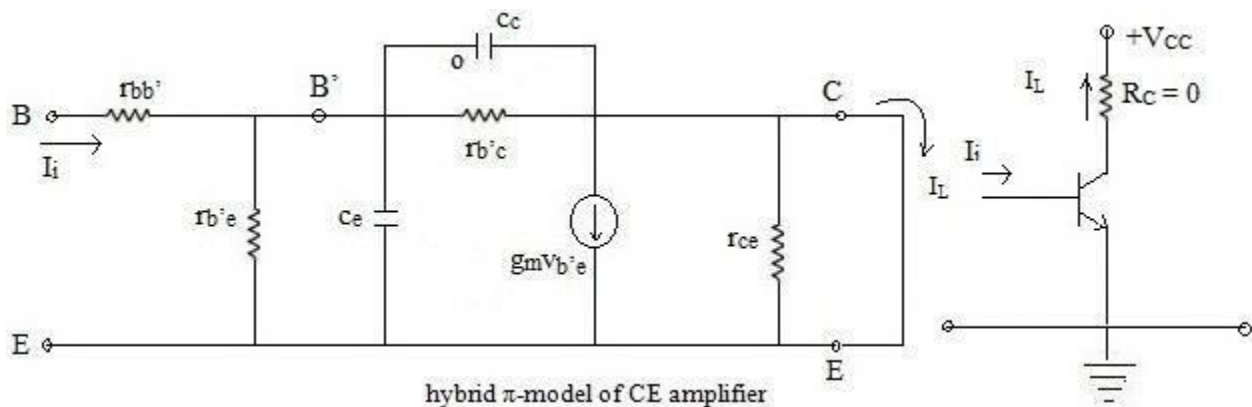 Cc
o
+VCC
rbb'
B'
B
C
IL
RC = 0
Ii
rb'c
Ii
IL
rb'e
Ce
gmVb'e
rce
E
E
hybrid π-model of CE amplifier